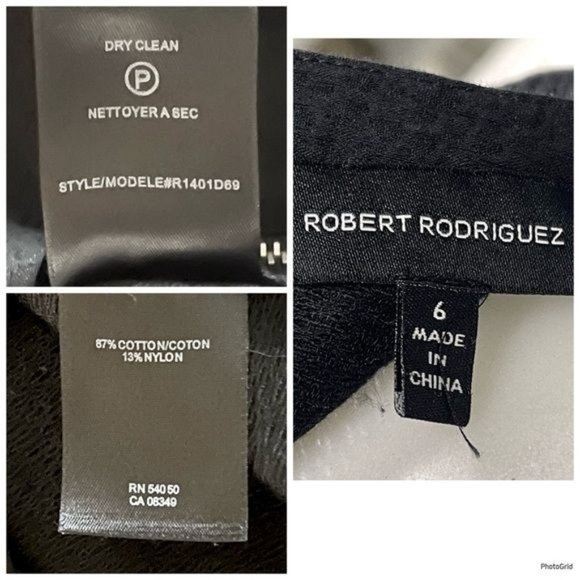 DRY CLEAN
P
NETTOYER A SEC
STYLE/MODELE#R1401D69
87% COTTON/COTON
13% NYLON
RN 54050
CA 08349
ROBERT RODRIGUEZ
6
MADE
IN
CHINA
PhotoGrid